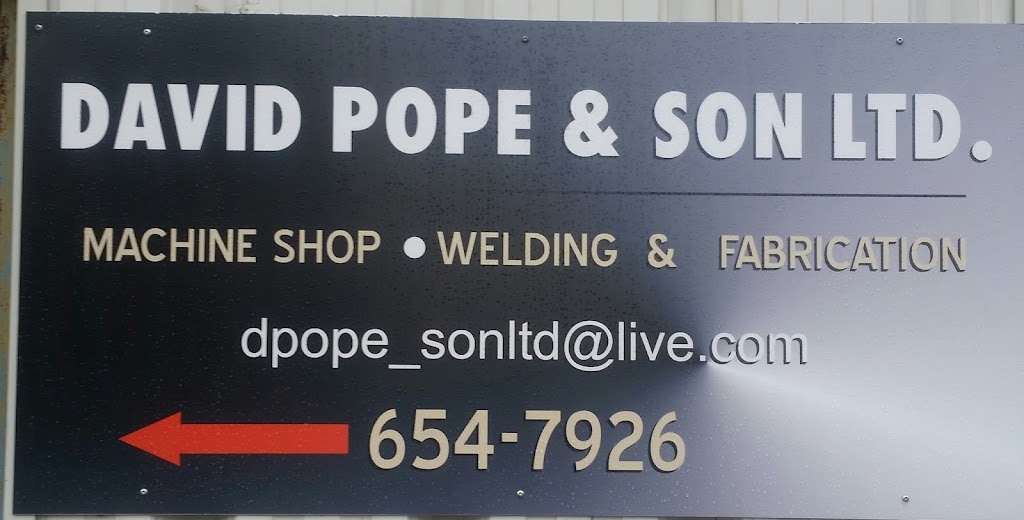 DAVID POPE & SON LTD.
MACHINE SHOP • WELDING & FABRICATION
dpope_sonltd@live.com
654-7926